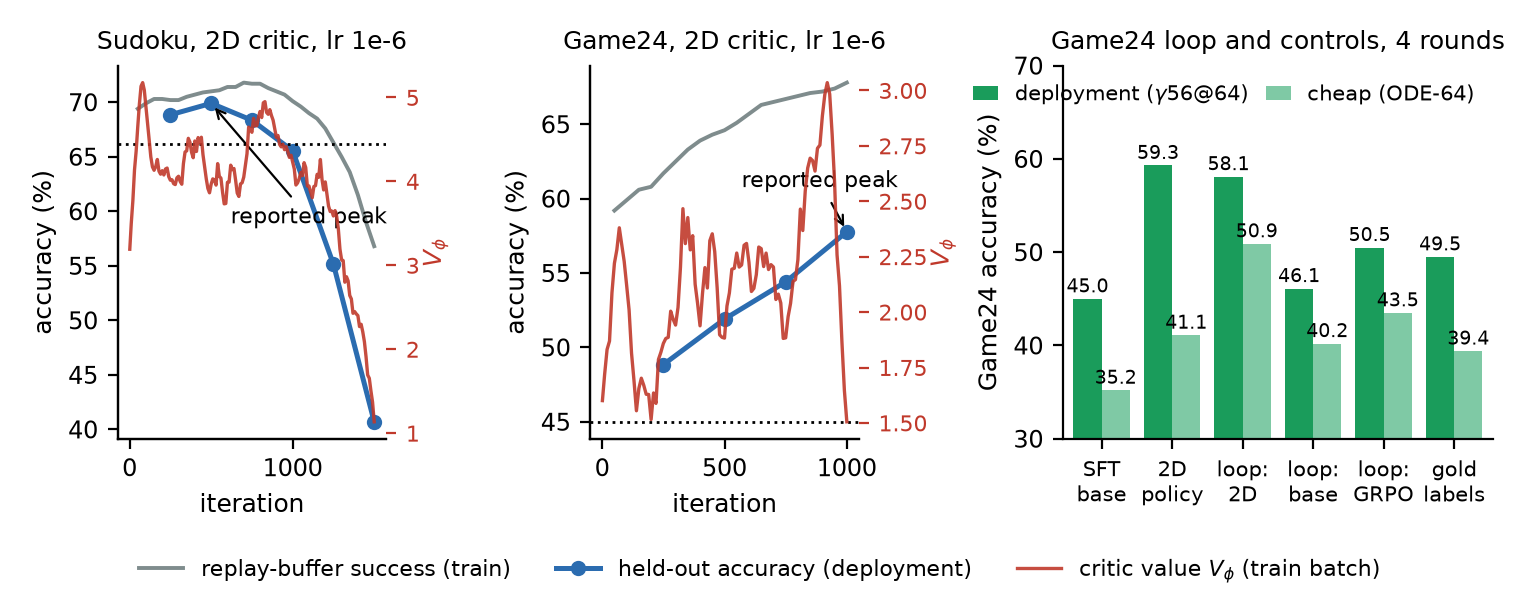 Sudoku, 2D critic, lr 1e-6
accuracy (%)
70
65
60
55
50
45
40
0
1000
iteration
5
4
3
2
1
Vϕ
reported peak
Game24, 2D critic, lr 1e-6
accuracy (%)
65
60
55
50
45
0
500
1000
iteration
3.00
2.75
2.50
2.25
2.00
1.75
1.50
Vϕ
reported peak
Game24 loop and controls, 4 rounds
deployment (γ56@64)
cheap (ODE-64)
Game24 accuracy (%)
70
60
50
40
30
45.0
35.2
59.3
41.1
58.1
50.9
46.1
40.2
50.5
43.5
49.5
39.4
SFT
base
2D
policy
loop:
2D
loop:
base
loop:
GRPO
gold
labels
replay-buffer success (train)
held-out accuracy (deployment)
critic value Vϕ (train batch)